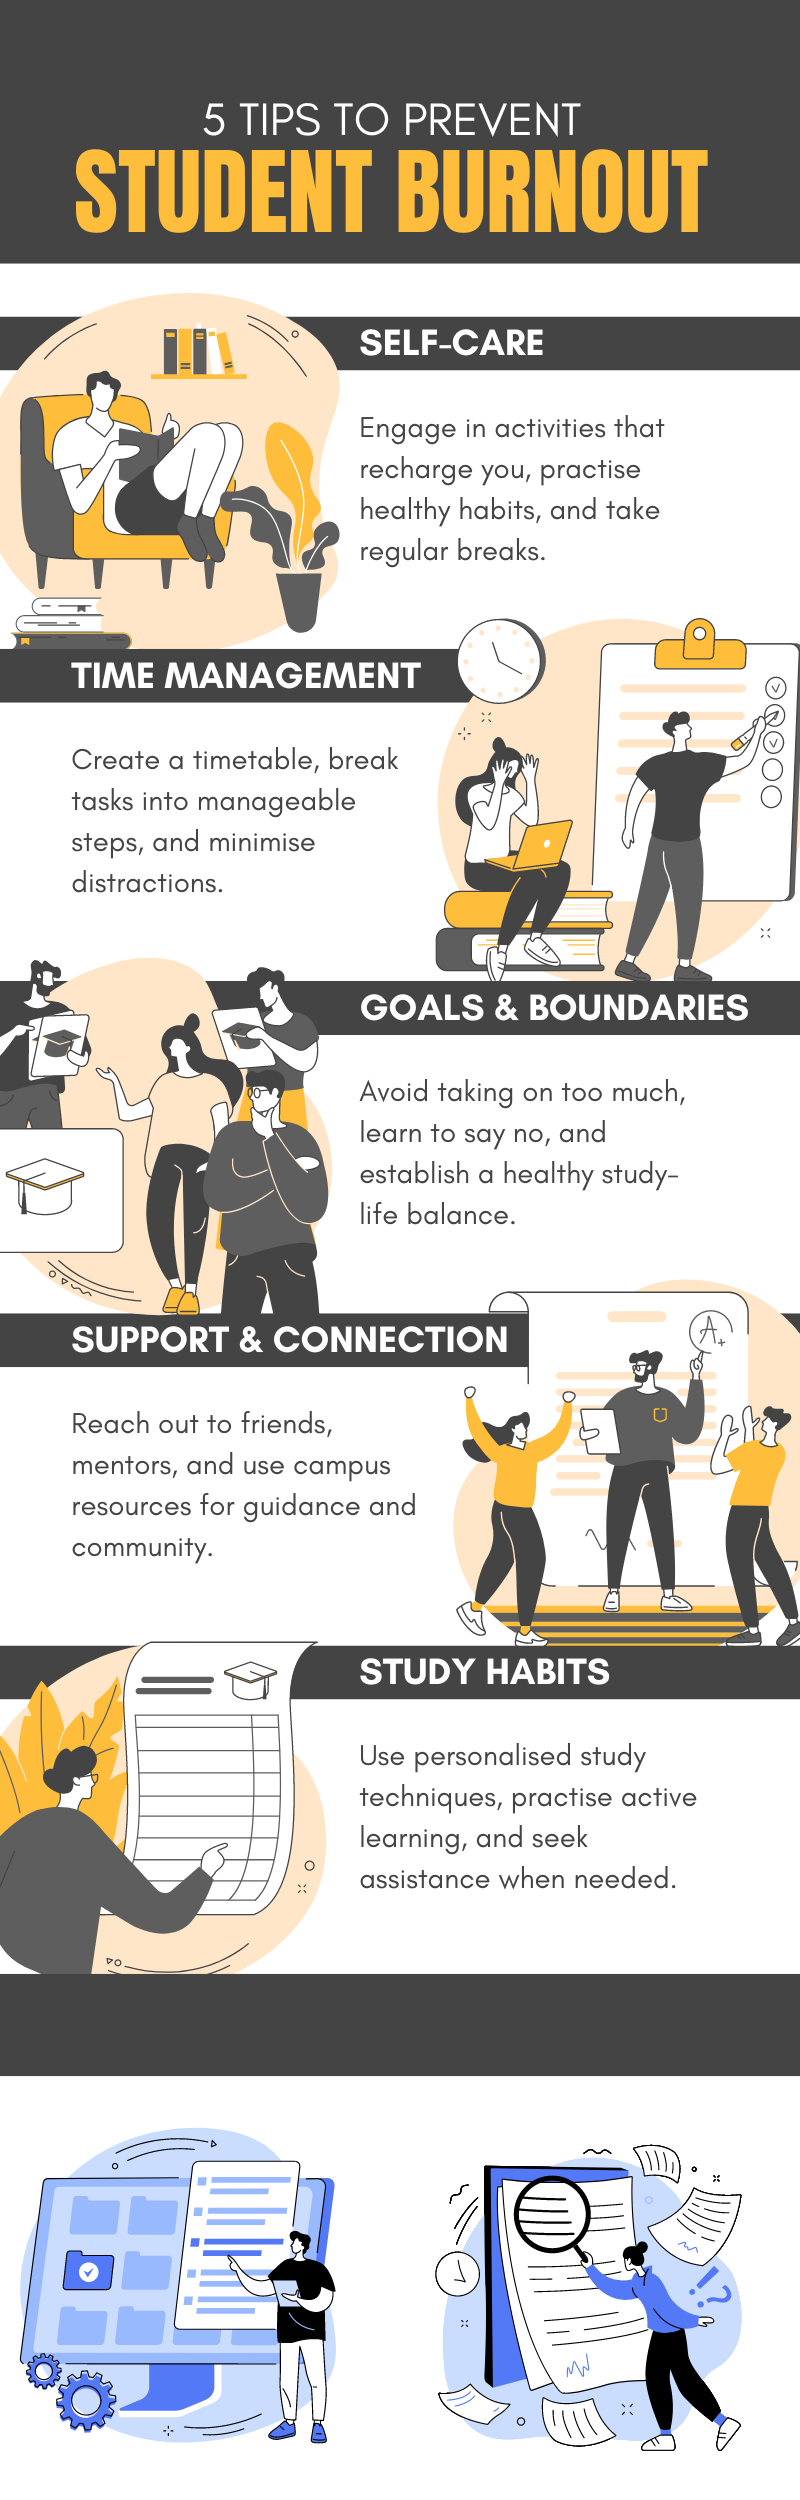 5 TIPS TO PREVENT
STUDENT BURNOUT
SELF-CARE
Engage in activities that
recharge you, practise
healthy habits, and take
regular breaks.
TIME MANAGEMENT
Create a timetable, break
tasks into manageable
steps, and minimise
distractions.
GOALS & BOUNDARIES
Avoid taking on too much,
learn to say no, and
establish a healthy study-
life balance.
SUPPORT & CONNECTION
A+
Reach out to friends,
mentors, and use campus
resources for guidance and
community.
STUDY HABITS
Use personalised study
techniques, practise active
learning, and seek
assistance when needed.
!?